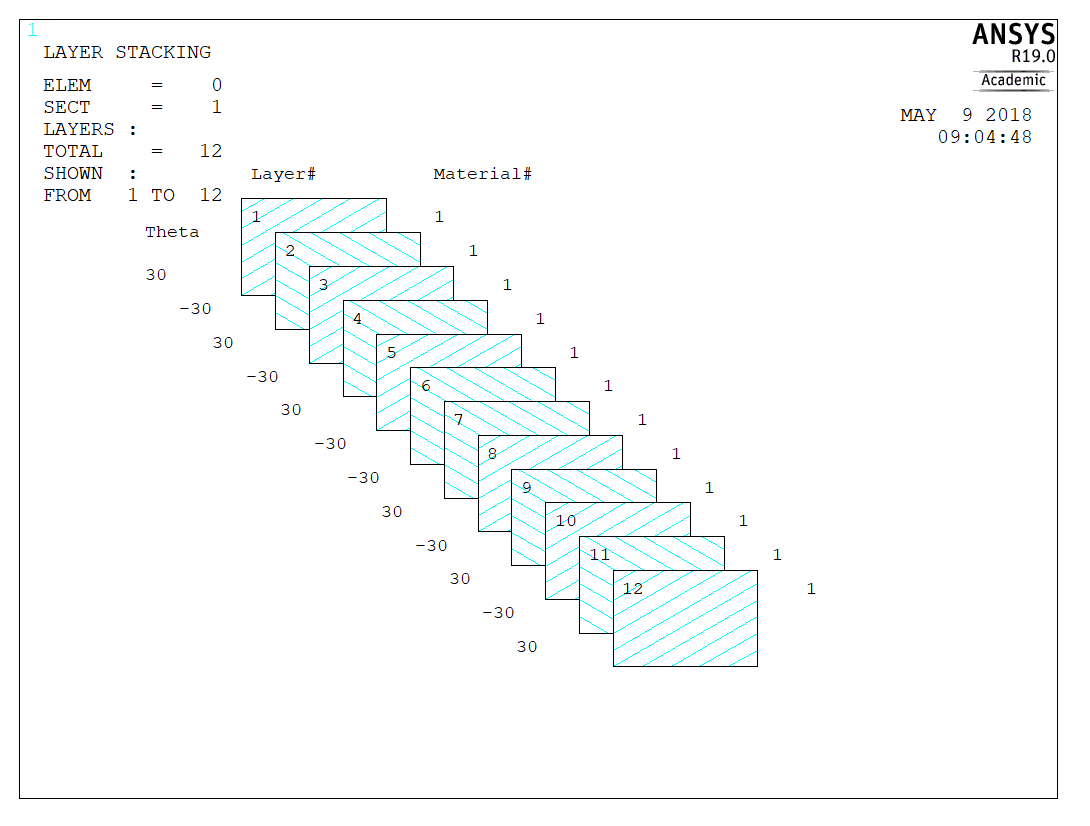 1
ANSYS
R19.0
Academic
LAYER STACKING
ELEM = 0
SECT = 1
LAYERS :
TOTAL = 12
SHOWN :
FROM 1 TO 12
MAY 9 2018
09:04:48
Layer# Material#
Theta
1 1
30 2 1
-30 3 1
30 4 1
-30 5 1
30 6 1
-30 7 1
-30 8 1
30 9 1
-30 10 1
30 11 1
-30 12 1
30